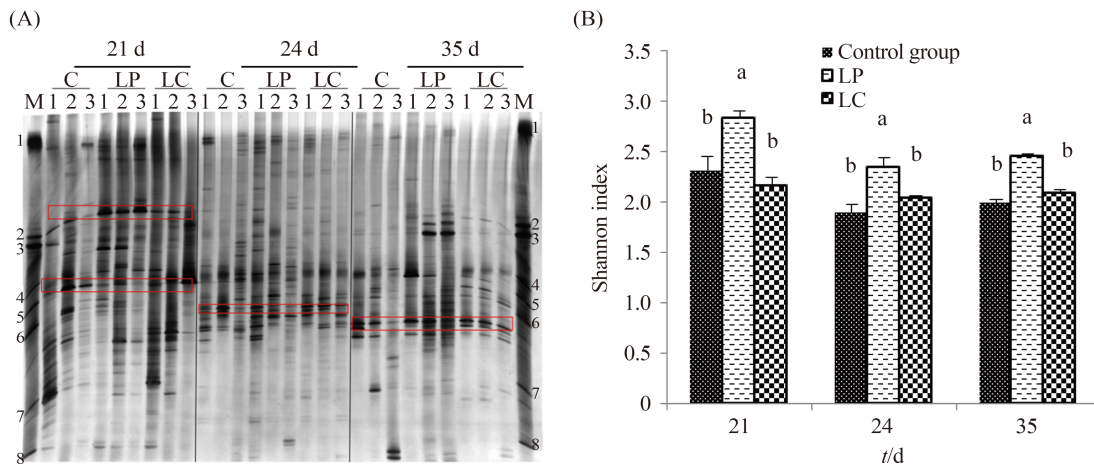 (A)
21 d 24 d 35 d
C LP LC C LP LC C LP LC
M 1 2 3 1 2 3 1 2 3 1 2 3 1 2 3 1 2 3 1 2 3 1 2 3 1 2 3 M
1 1
2 2
3 3
4 4
5 5
6 6
7 7
8 8
(B)
Control group
LP
LC
Shannon index
3.5
3.0
2.5
2.0
1.5
1.0
0.5
0.0
b a b
b a b
b a b
21 24 35
t/d